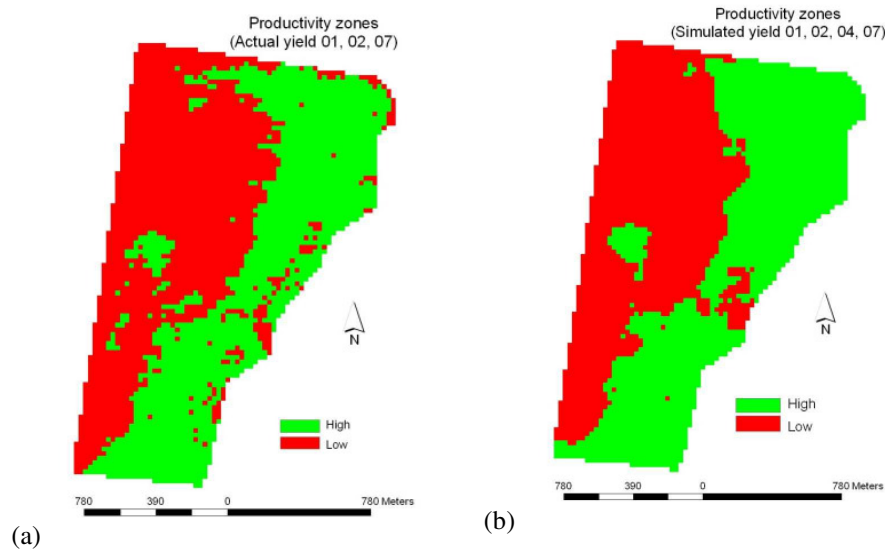 Productivity zones
(Actual yield 01, 02, 07)
N
High
Low
780 390 0 780 Meters
(a)
Productivity zones
(Simulated yield 01, 02, 04, 07)
N
High
Low
780 390 0 780 Meters
(b)